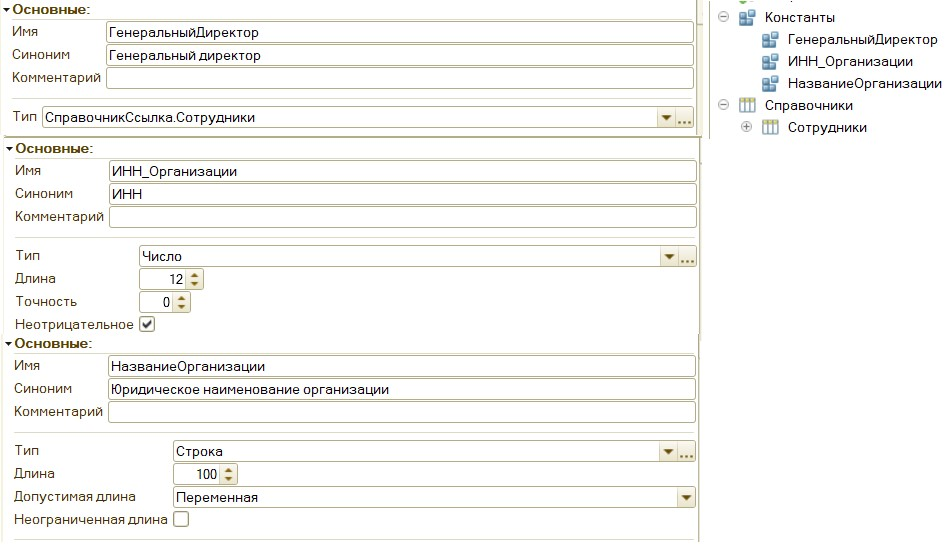 Основные:
Имя ГенеральныйДиректор
Синоним Генеральный директор
Комментарий
Тип СправочникСсылка.Сотрудники ...
Основные:
Имя ИНН_Организации
Синоним ИНН
Комментарий
Тип Число ...
Длина 12
Точность 0
Неотрицательное
Основные:
Имя НазваниеОрганизации
Синоним Юридическое наименование организации
Комментарий
Тип Строка ...
Длина 100
Допустимая длина Переменная
Неограниченная длина
Константы
ГенеральныйДиректор
ИНН_Организации
НазваниеОрганизации
Справочники
Сотрудники